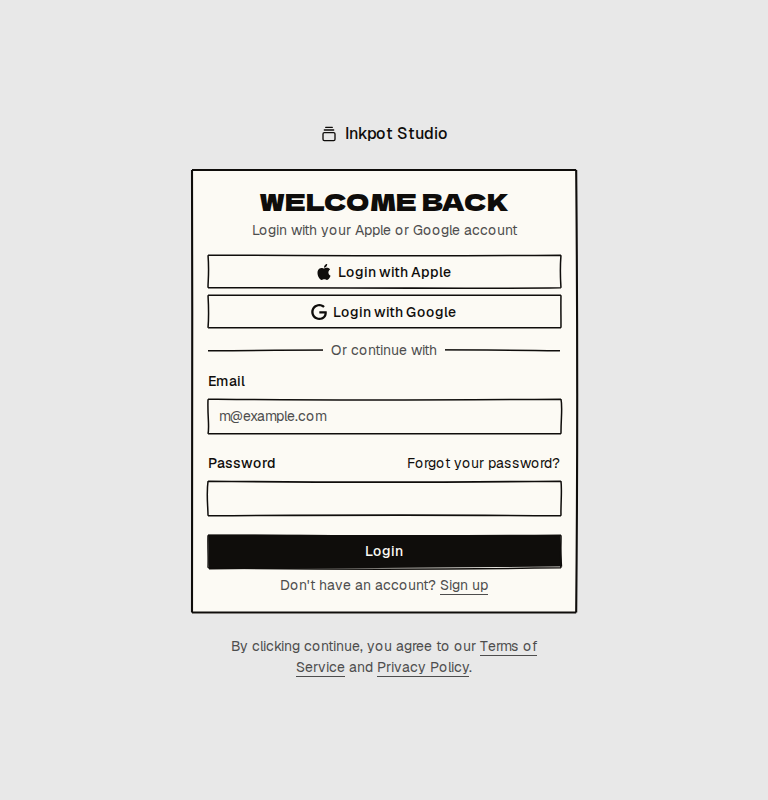 Inkpot Studio
WELCOME BACK
Login with your Apple or Google account
Login with Apple
Login with Google
Or continue with
Email
m@example.com
Password
Forgot your password?
Login
Don't have an account? Sign up
By clicking continue, you agree to our Terms of
Service and Privacy Policy.